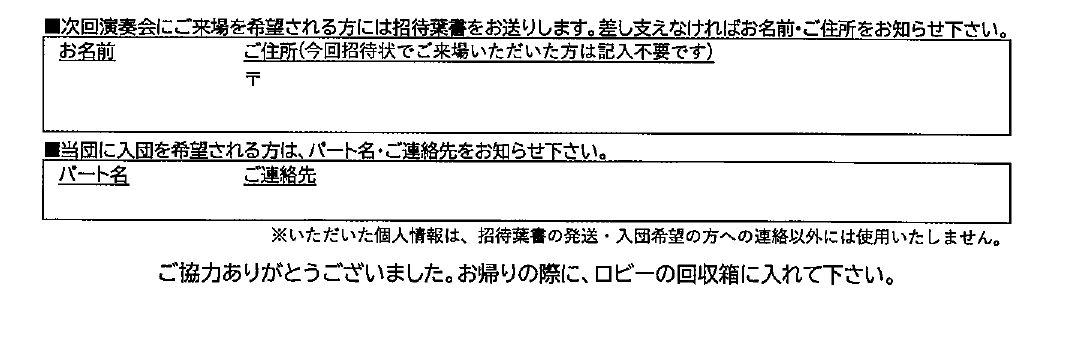 ■次回演奏会にご来場を希望される方には招待葉書をお送りします。差し支えなければお名前・ご住所をお知らせ下さい。
お名前 ご住所(今回招待状でご来場いただいた方は記入不要です)
〒
■当団に入団を希望される方は、パート名・ご連絡先をお知らせ下さい。
パート名 ご連絡先
※いただいた個人情報は、招待葉書の発送・入団希望の方への連絡以外には使用いたしません。
ご協力ありがとうございました。お帰りの際に、ロビーの回収箱に入れて下さい。